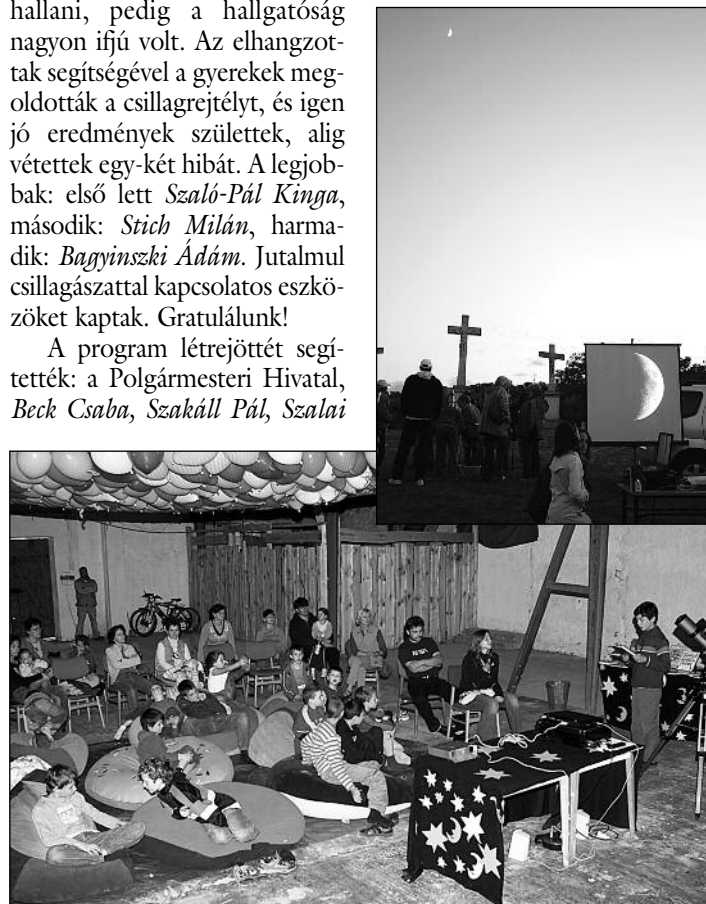 hallani, pedig a hallgatóság
nagyon ifjú volt. Az elhangzot-
tak segítségével a gyerekek meg-
oldották a csillagrejtélyt, és igen
jó eredmények születtek, alig
vétettek egy-két hibát. A legjob-
bak: első lett Szaló-Pál Kinga,
második: Stich Milán, harma-
dik: Bagyinszki Ádám. Jutalmul
csillagászattal kapcsolatos eszkö-
zöket kaptak. Gratulálunk!
A program létrejöttét segí-
tették: a Polgármesteri Hivatal,
Beck Csaba, Szakáll Pál, Szalai